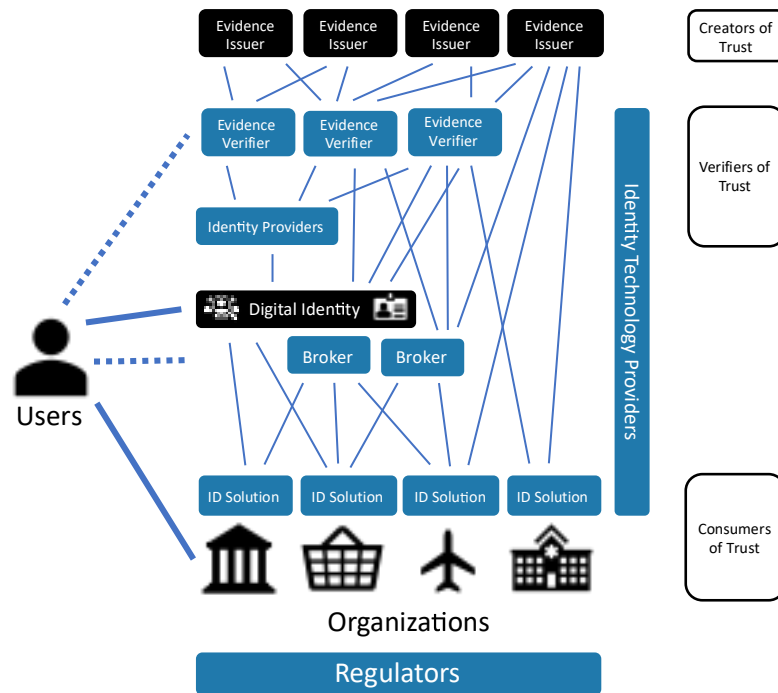 Evidence
Issuer
Evidence
Issuer
Evidence
Issuer
Evidence
Issuer
Creators of
Trust
Evidence
Verifier
Evidence
Verifier
Evidence
Verifier
Verifiers of
Trust
Identity Providers
Identity Technology Providers
Digital Identity
Broker
Broker
Users
ID Solution
ID Solution
ID Solution
ID Solution
Consumers
of Trust
Organizations
Regulators